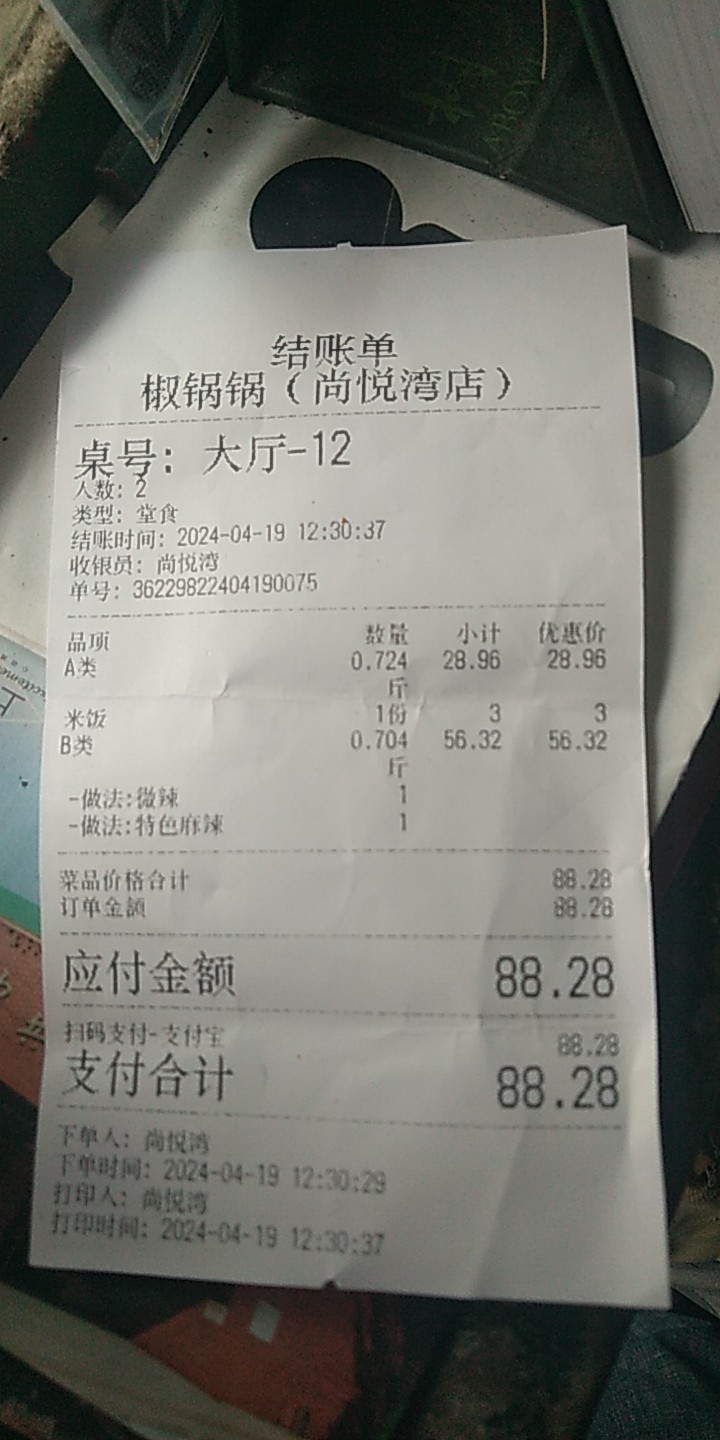 结账单
椒锅锅（尚悦湾店）
桌号：大厅-12
人数：2
类型：堂食
结账时间：2024-04-19 12:30:37
收银员：尚悦湾
单号：36229822404190075
品项 数量 小计 优惠价
A类 0.724 28.96 28.96
斤
米饭 1份 3 3
B类 0.704 56.32 56.32
斤
-做法:微辣 1
-做法:特色麻辣 1
菜品价格合计 88.28
订单金额 88.28
应付金额 88.28
扫码支付-支付宝 88.28
支付合计 88.28
下单人：尚悦湾
下单时间：2024-04-19 12:30:29
打印人：尚悦湾
打印时间：2024-04-19 12:30:37